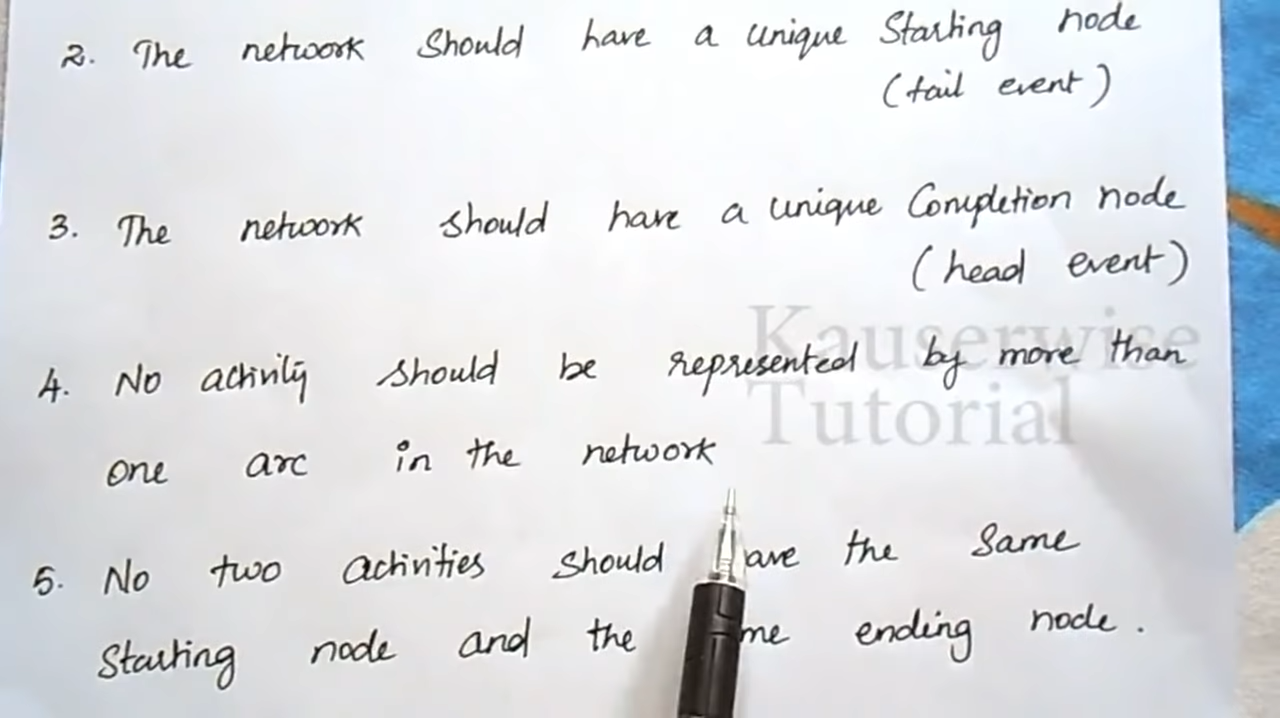 2. The network Should have a unique Starting node
(tail event)
3. The network should have a unique Completion node
(head event)
Kauserwise
Tutorial
4. No activity should be represented by more than
one arc in the network
5. No two activities should ave the Same
Starting node and the me ending node.